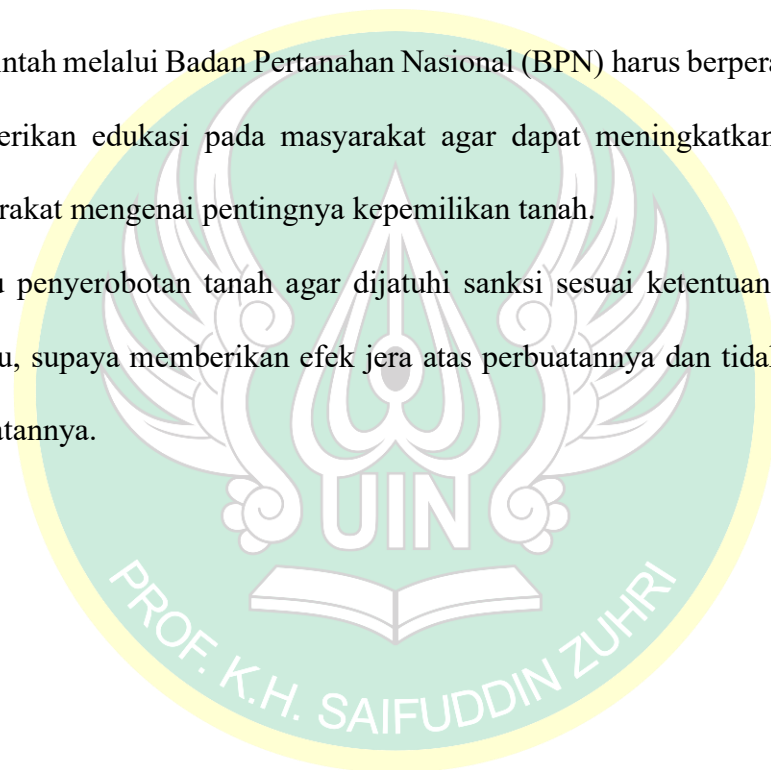 intah melalui Badan Pertanahan Nasional (BPN) harus berpera
erikan edukasi pada masyarakat agar dapat meningkatkan
rakat mengenai pentingnya kepemilikan tanah.
u penyerobotan tanah agar dijatuhi sanksi sesuai ketentuan
u, supaya memberikan efek jera atas perbuatannya dan tidal
atannya.
UIN
PROF. K.H. SAIFUDDIN ZUHRI